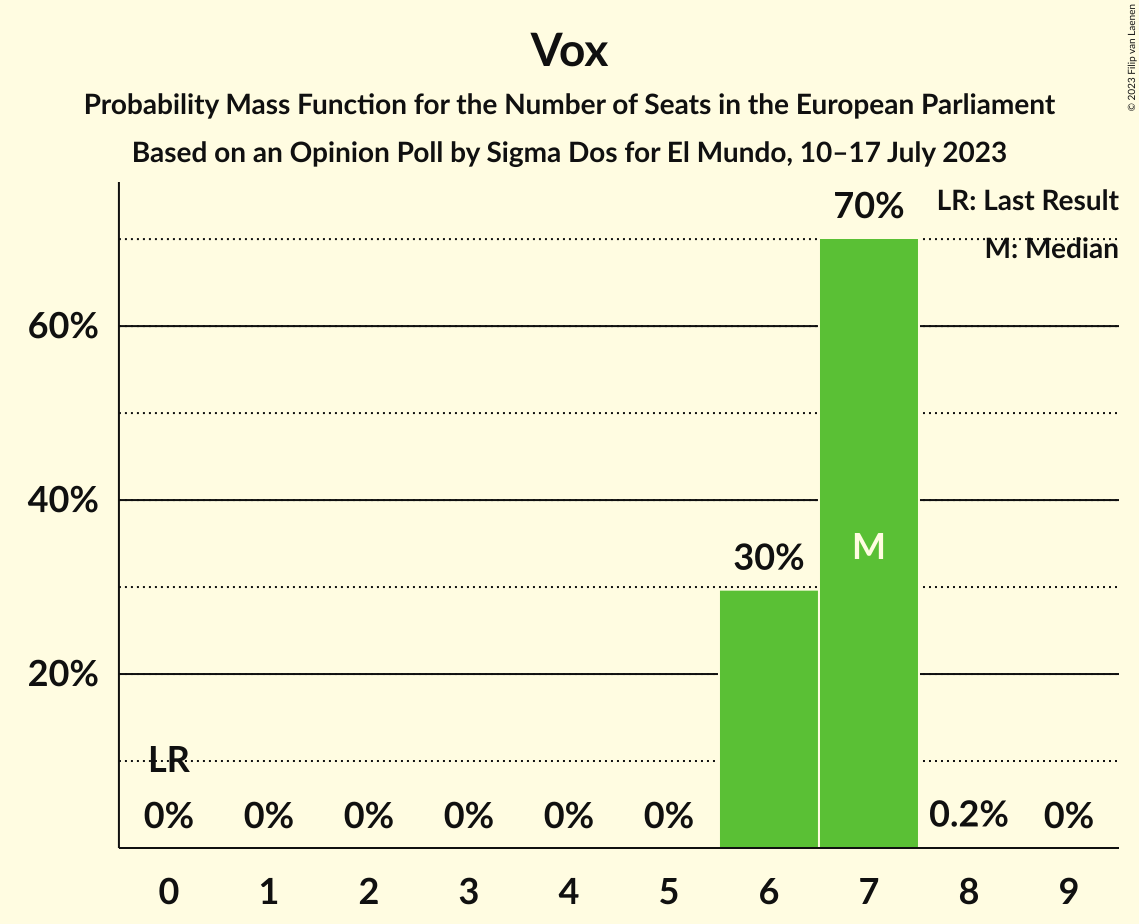 Vox
Probability Mass Function for the Number of Seats in the European Parliament
Based on an Opinion Poll by Sigma Dos for El Mundo, 10–17 July 2023
© 2023 Filip van Laenen
LR: Last Result
M: Median
70%
60%
40%
30%
M
20%
LR
0% 0% 0% 0% 0% 0% 0.2% 0%
0 1 2 3 4 5 6 7 8 9